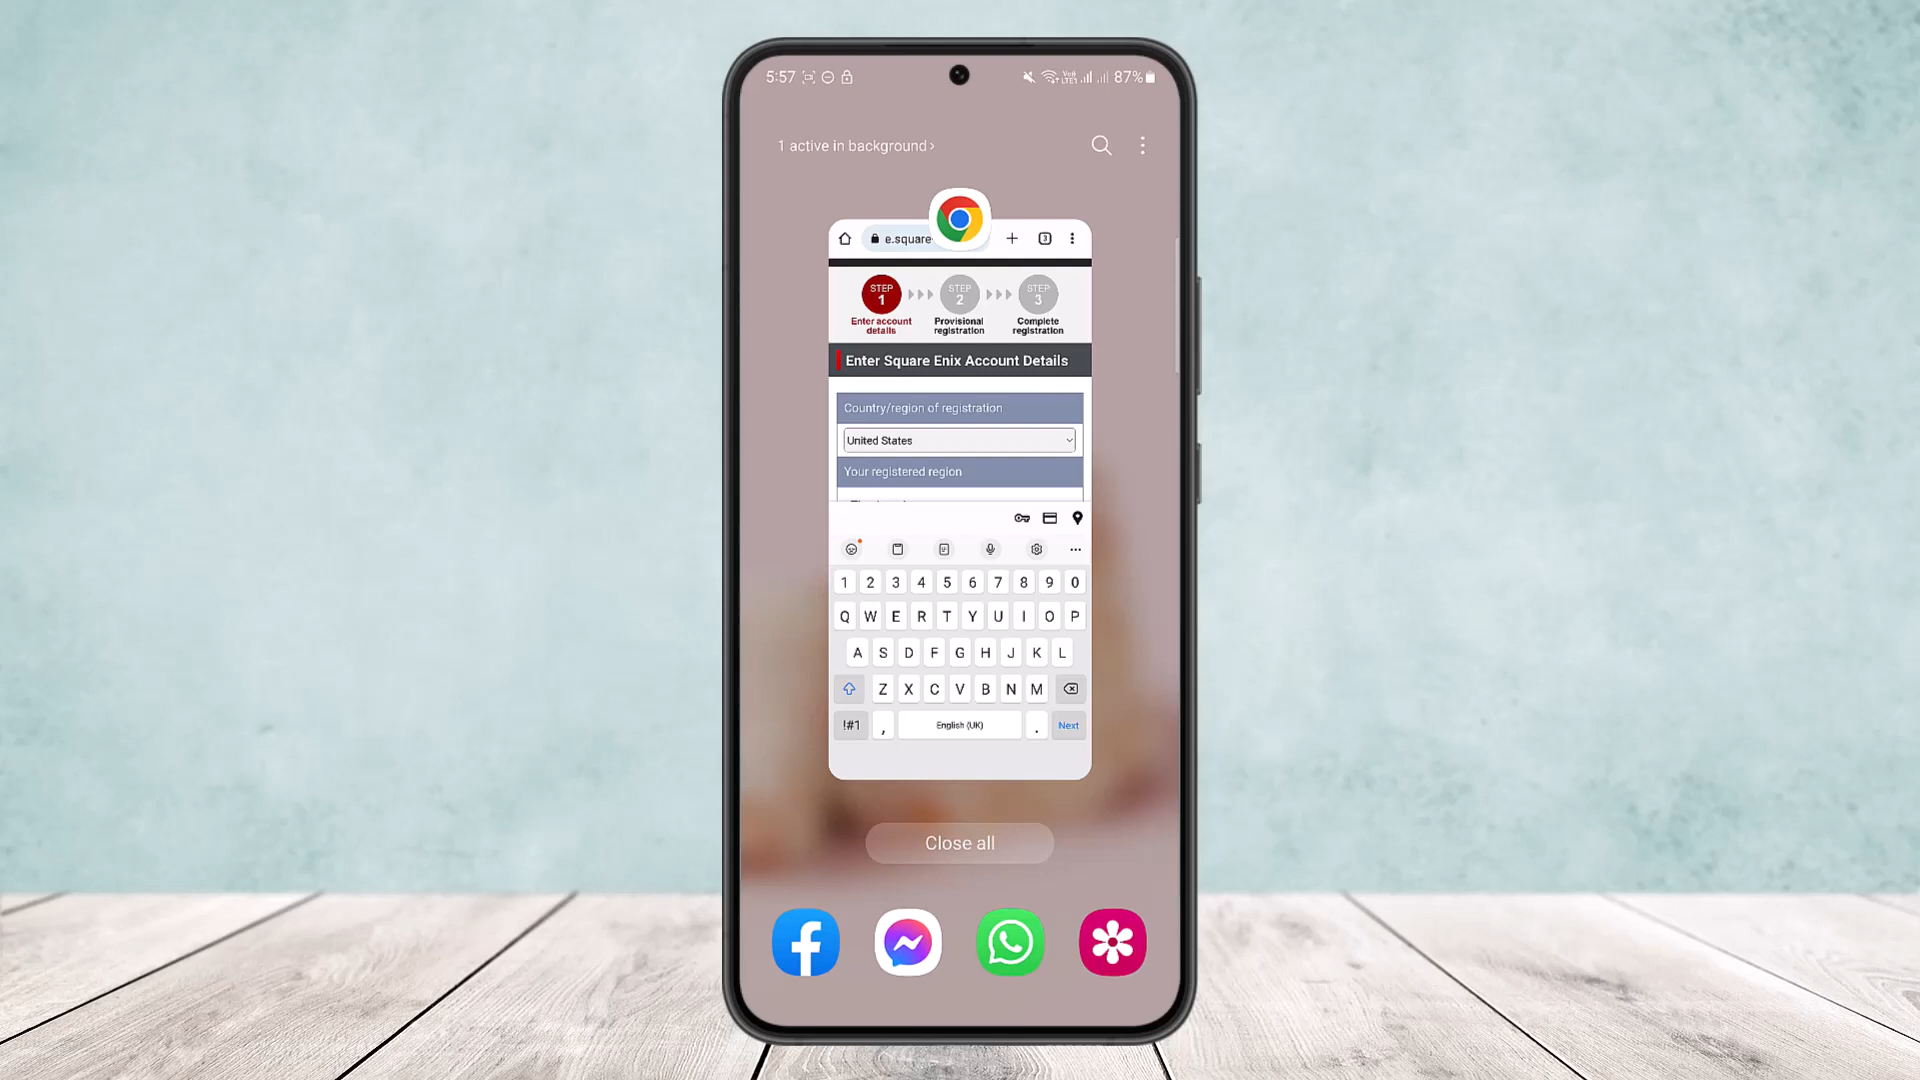 5:57 87%
1 active in background ›
e.square
3
STEP 1 STEP 2 STEP 3
Enter account details Provisional registration Complete registration
Enter Square Enix Account Details
Country/region of registration
United States
Your registered region
1 2 3 4 5 6 7 8 9 0
Q W E R T Y U I O P
A S D F G H J K L
Z X C V B N M
!#1 , English (UK) . Next
Close all